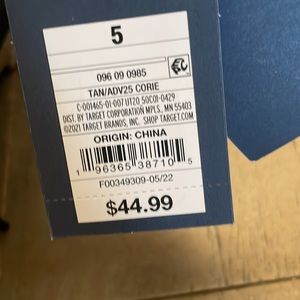 5
096 09 0985
TAN/ADV25 CORIE
C-001465-01-007 UT20 50C01-0429
DIST. BY TARGET CORPORATION MPLS., MN 55403
©2021 TARGET BRANDS, INC. SHOP TARGET.COM
ORIGIN: CHINA
1 96365 38710 5
F00349309-05/22
$44.99